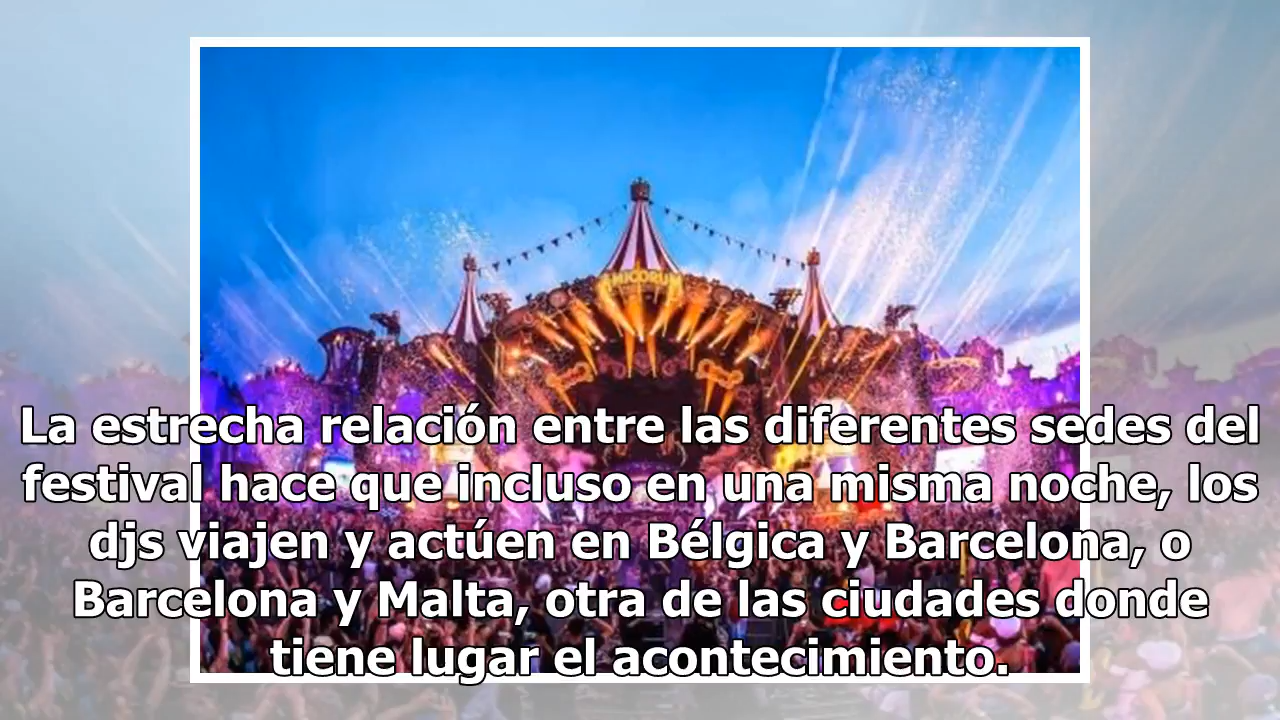 AMICORUM
La estrecha relación entre las diferentes sedes del
festival hace que incluso en una misma noche, los
djs viajen y actúen en Bélgica y Barcelona, o
Barcelona y Malta, otra de las ciudades donde
tiene lugar el acontecimiento.